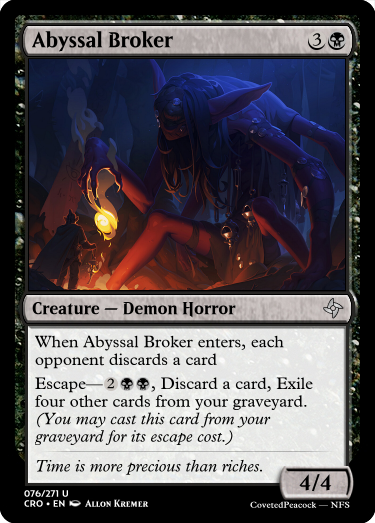 Abyssal Broker 3
Creature — Demon Horror
When Abyssal Broker enters, each
opponent discards a card
Escape—2, Discard a card, Exile
four other cards from your graveyard.
(You may cast this card from your
graveyard for its escape cost.)
Time is more precious than riches.
4/4
076/271 U
CRO • EN Allon Kremer
CovetedPeacock — NFS